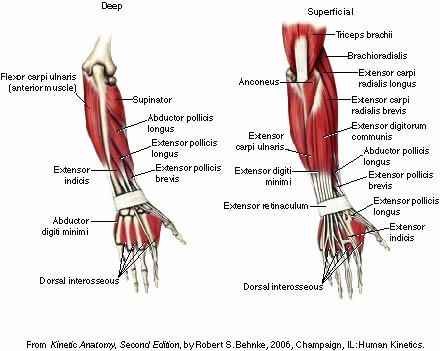 Deep
Flexor carpi ulnaris
(anterior muscle)
Supinator
Abductor pollicis
longus
Extensor pollicis
longus
Extensor
indicis
Extensor pollicis
brevis
Abductor
digiti minimi
Dorsal interosseous
Superficial
Triceps brachii
Brachioradialis
Anconeus
Extensor carpi
radialis longus
Extensor carpi
radialis brevis
Extensor digitorum
communis
Extensor
carpi ulnaris
Abductor pollicis
longus
Extensor digiti
minimi
Extensor pollicis
brevis
Extensor retinaculum
Extensor pollicis
longus
Extensor
indicis
Dorsal interosseous
From Kinetic Anatomy, Second Edition, by Robert S. Behnke, 2006, Champaign, IL: Human Kinetics.